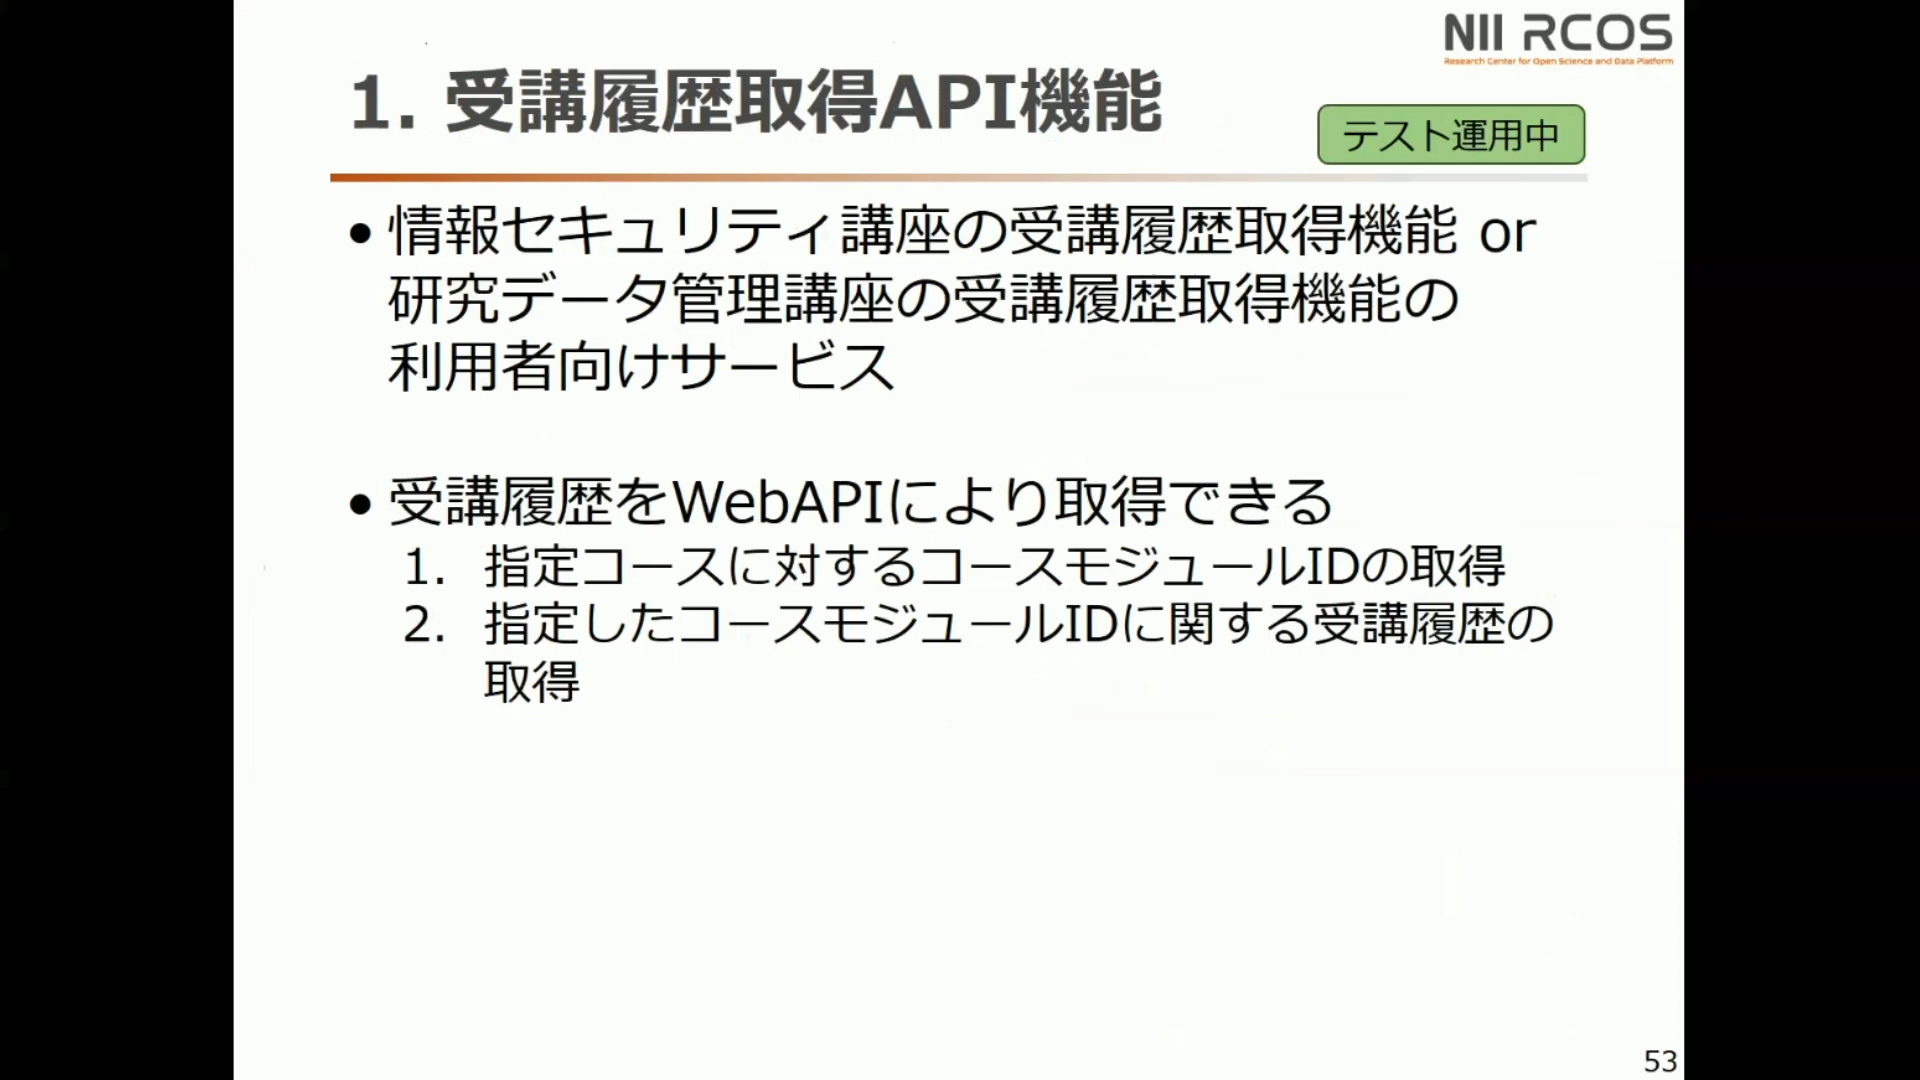 NII RCOS
Research Center for Open Science and Data Platform
1. 受講履歴取得API機能
テスト運用中
• 情報セキュリティ講座の受講履歴取得機能 or
研究データ管理講座の受講履歴取得機能の
利用者向けサービス
• 受講履歴をWebAPIにより取得できる
1. 指定コースに対するコースモジュールIDの取得
2. 指定したコースモジュールIDに関する受講履歴の
取得
53